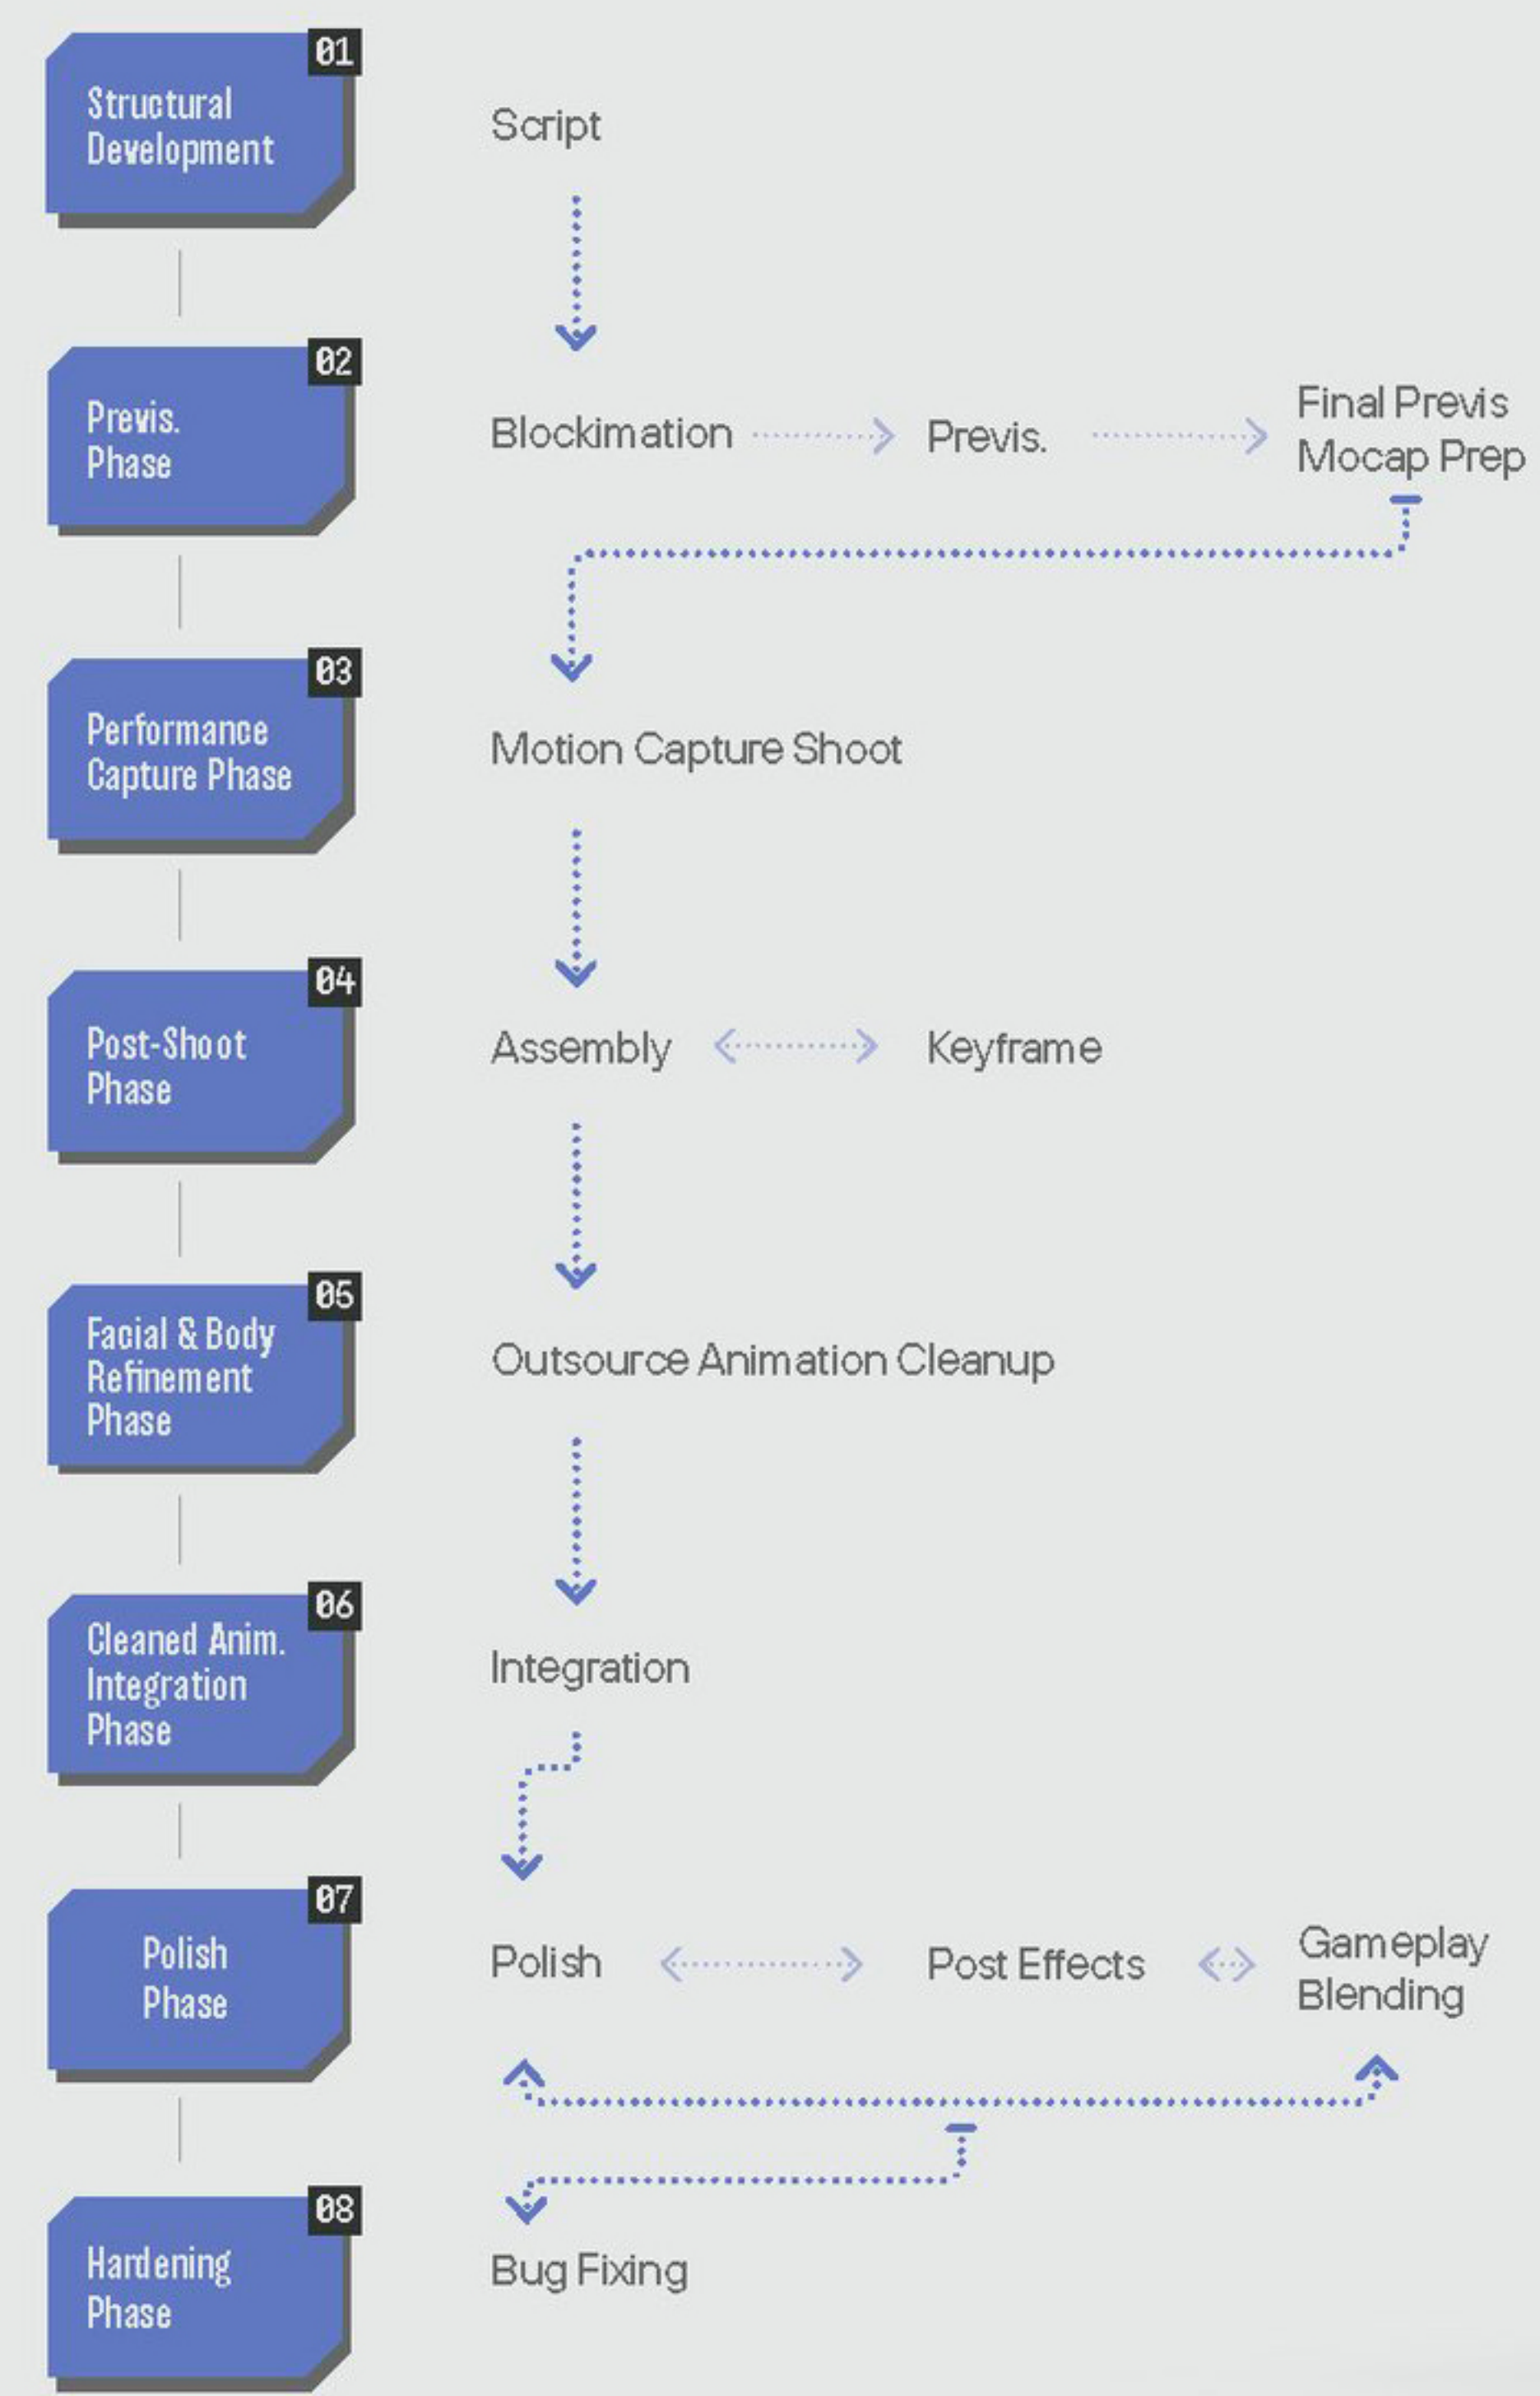 01
Structural
Development
Script
02
Previs.
Phase
Blockimation
Previs.
Final Previs
Mocap Prep
03
Performance
Capture Phase
Motion Capture Shoot
04
Post-Shoot
Phase
Assembly
Keyframe
05
Facial & Body
Refinement
Phase
Outsource Animation Cleanup
06
Cleaned Anim.
Integration
Phase
Integration
07
Polish
Phase
Polish
Post Effects
Gameplay
Blending
08
Hardening
Phase
Bug Fixing